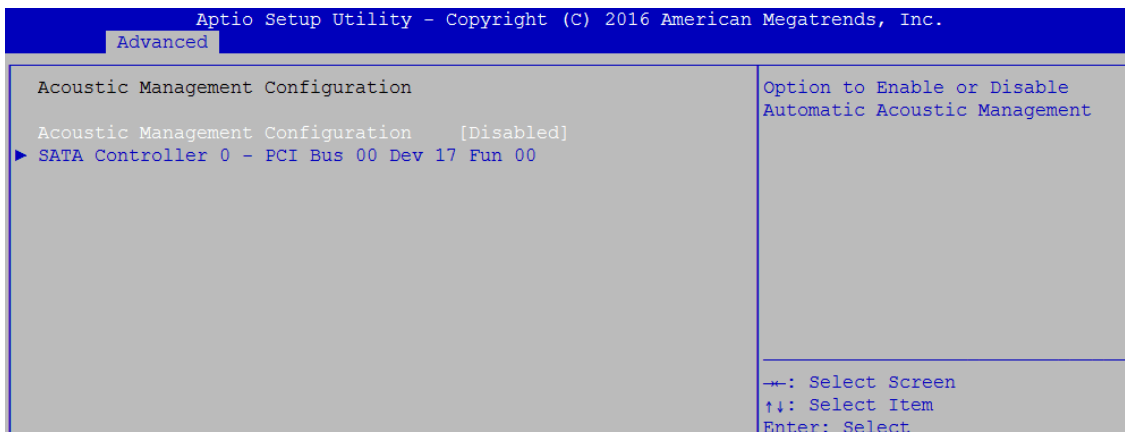 Aptio Setup Utility - Copyright (C) 2016 American Megatrends, Inc.
Advanced
Acoustic Management Configuration
Acoustic Management Configuration [Disabled]
► SATA Controller 0 - PCI Bus 00 Dev 17 Fun 00
Option to Enable or Disable
Automatic Acoustic Management
→←: Select Screen
↑↓: Select Item
Enter: Select